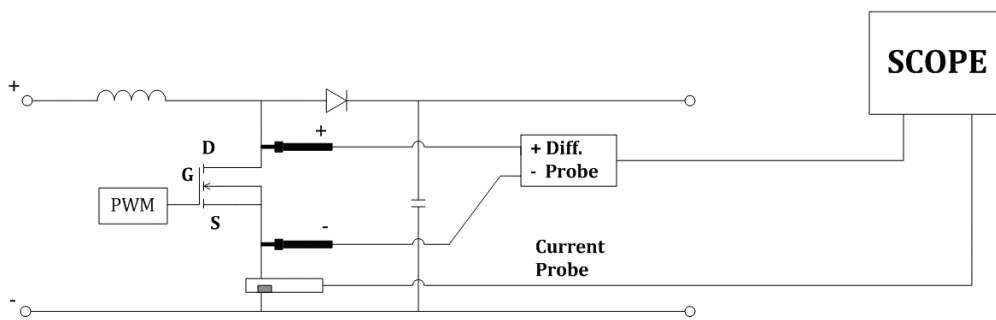 SCOPE
+
+
D
+ Diff.
- Probe
G
PWM
S
-
Current
Probe
-